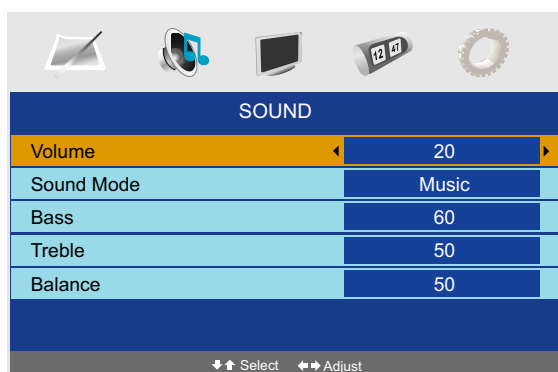 12 47
SOUND
Volume 20
Sound Mode Music
Bass 60
Treble 50
Balance 50
Select Adjust